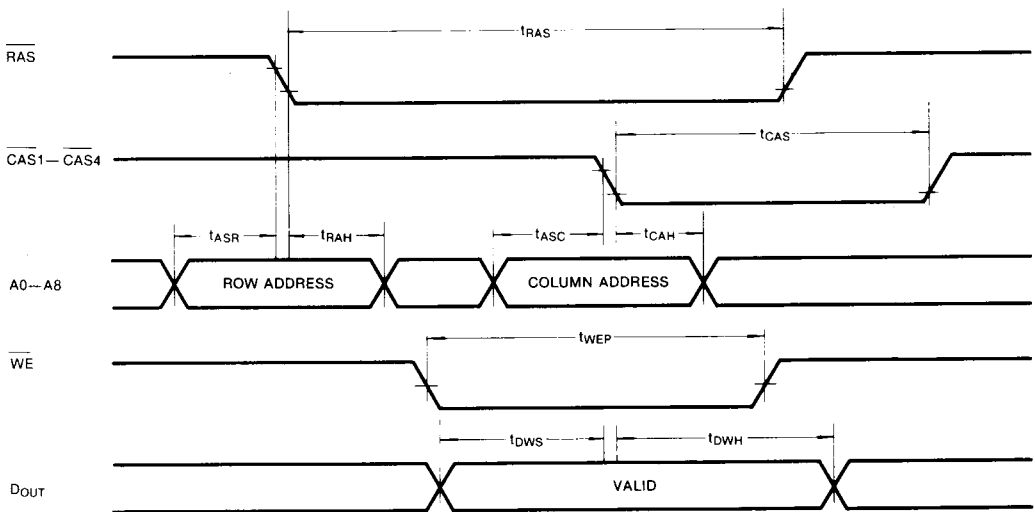 tRAS
RAS
tCAS
CAS1—CAS4
tASR tRAH tASC tCAH
A0—A8 ROW ADDRESS COLUMN ADDRESS
tWEP
WE
tDWS tDWH
DOUT VALID